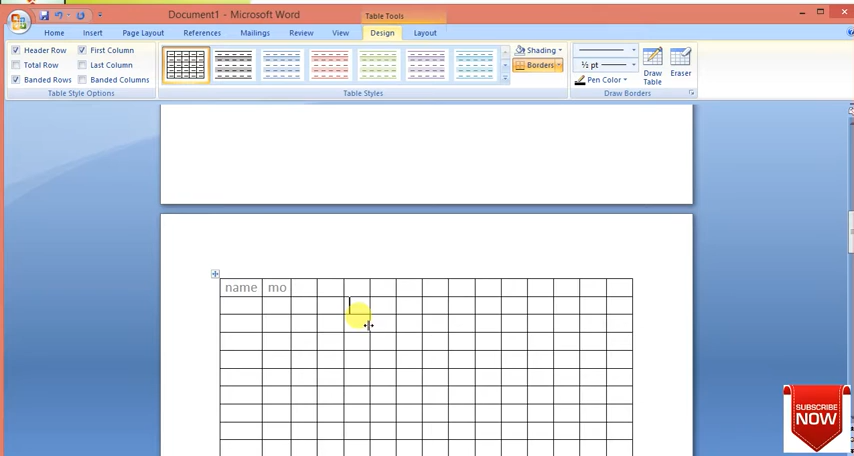 Document1 - Microsoft Word
Table Tools
Home Insert Page Layout References Mailings Review View Design Layout
Header Row First Column
Total Row Last Column
Banded Rows Banded Columns
Table Style Options
Table Styles
Shading
Borders
½ pt
Pen Color
Draw Table
Eraser
Draw Borders
name mo
SUBSCRIBE
NOW